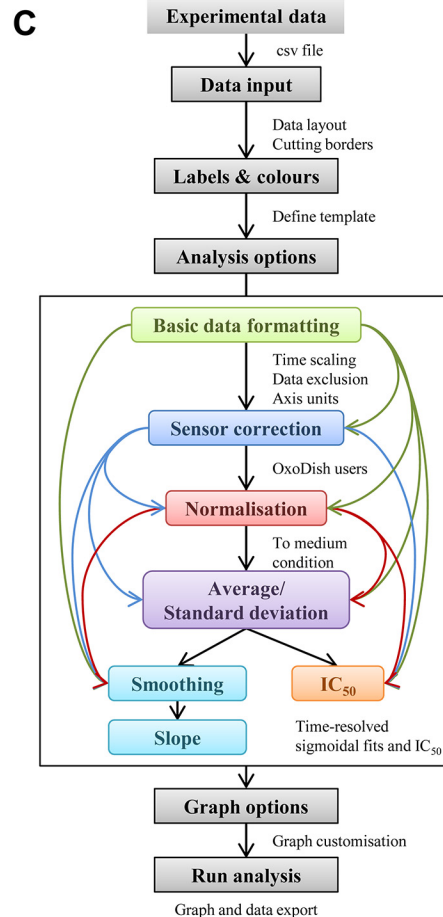 C
Experimental data
csv file
Data input
Data layout
Cutting borders
Labels & colours
Define template
Analysis options
Basic data formatting
Time scaling
Data exclusion
Axis units
Sensor correction
OxoDish users
Normalisation
To medium
condition
Average/
Standard deviation
Smoothing
IC50
Slope
Time-resolved
sigmoidal fits and IC50
Graph options
Graph customisation
Run analysis
Graph and data export